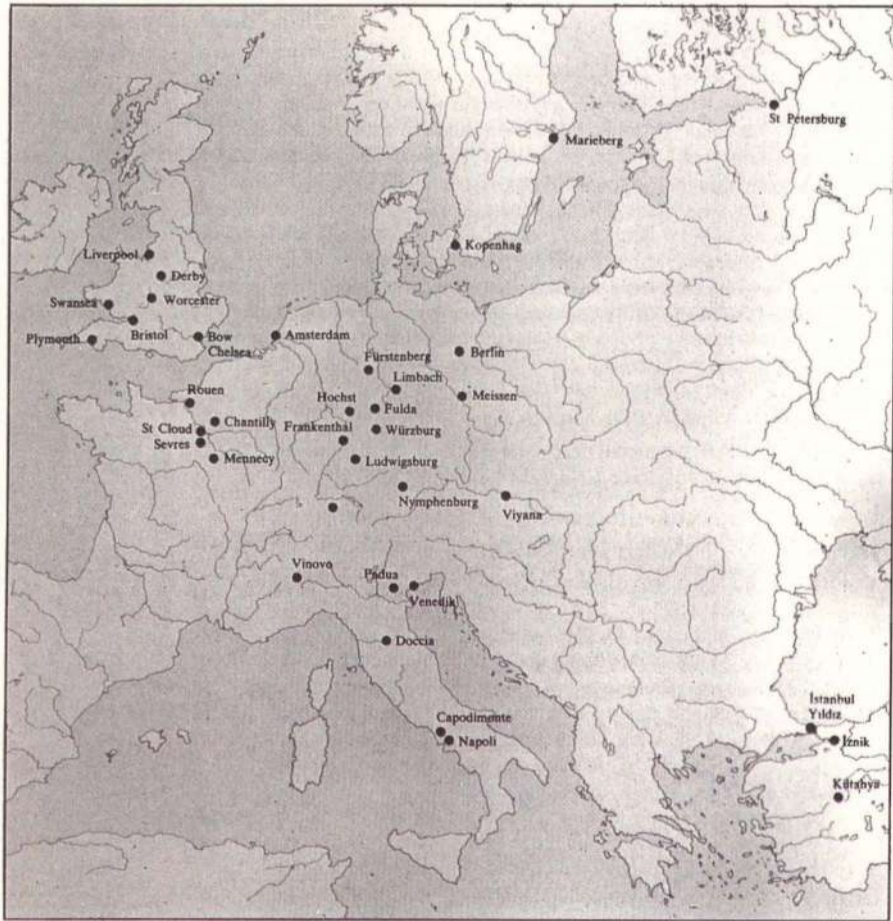 St Petersburg
Marieberg
Kopenhag
Liverpool
Derby
Worcester
Swansea
Bristol
Plymouth
Bow
Chelsea
Amsterdam
Berlin
Fürstenberg
Limbach
Meissen
Rouen
Hochst
Fulda
Chantilly
St Cloud
Frankenthal
Würzburg
Sevres
Mennecy
Ludwigsburg
Nymphenburg
Viyana
Vinovo
Padua
Venedik
Doccia
Capodimonte
Napoli
İstanbul
Yıldız
İznik
Kütahya